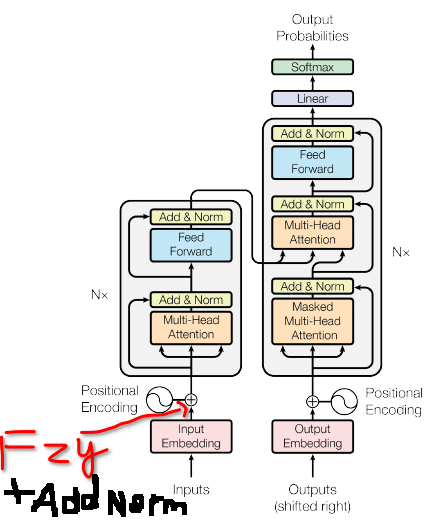 Output
Probabilities
Softmax
Linear
Add & Norm
Feed
Forward
Add & Norm
Multi-Head
Attention
Add & Norm
Masked
Multi-Head
Attention
Nx
Add & Norm
Feed
Forward
Add & Norm
Multi-Head
Attention
Nx
Positional
Encoding
Positional
Encoding
Input
Embedding
Output
Embedding
Inputs
Outputs
(shifted right)
+Add Norm